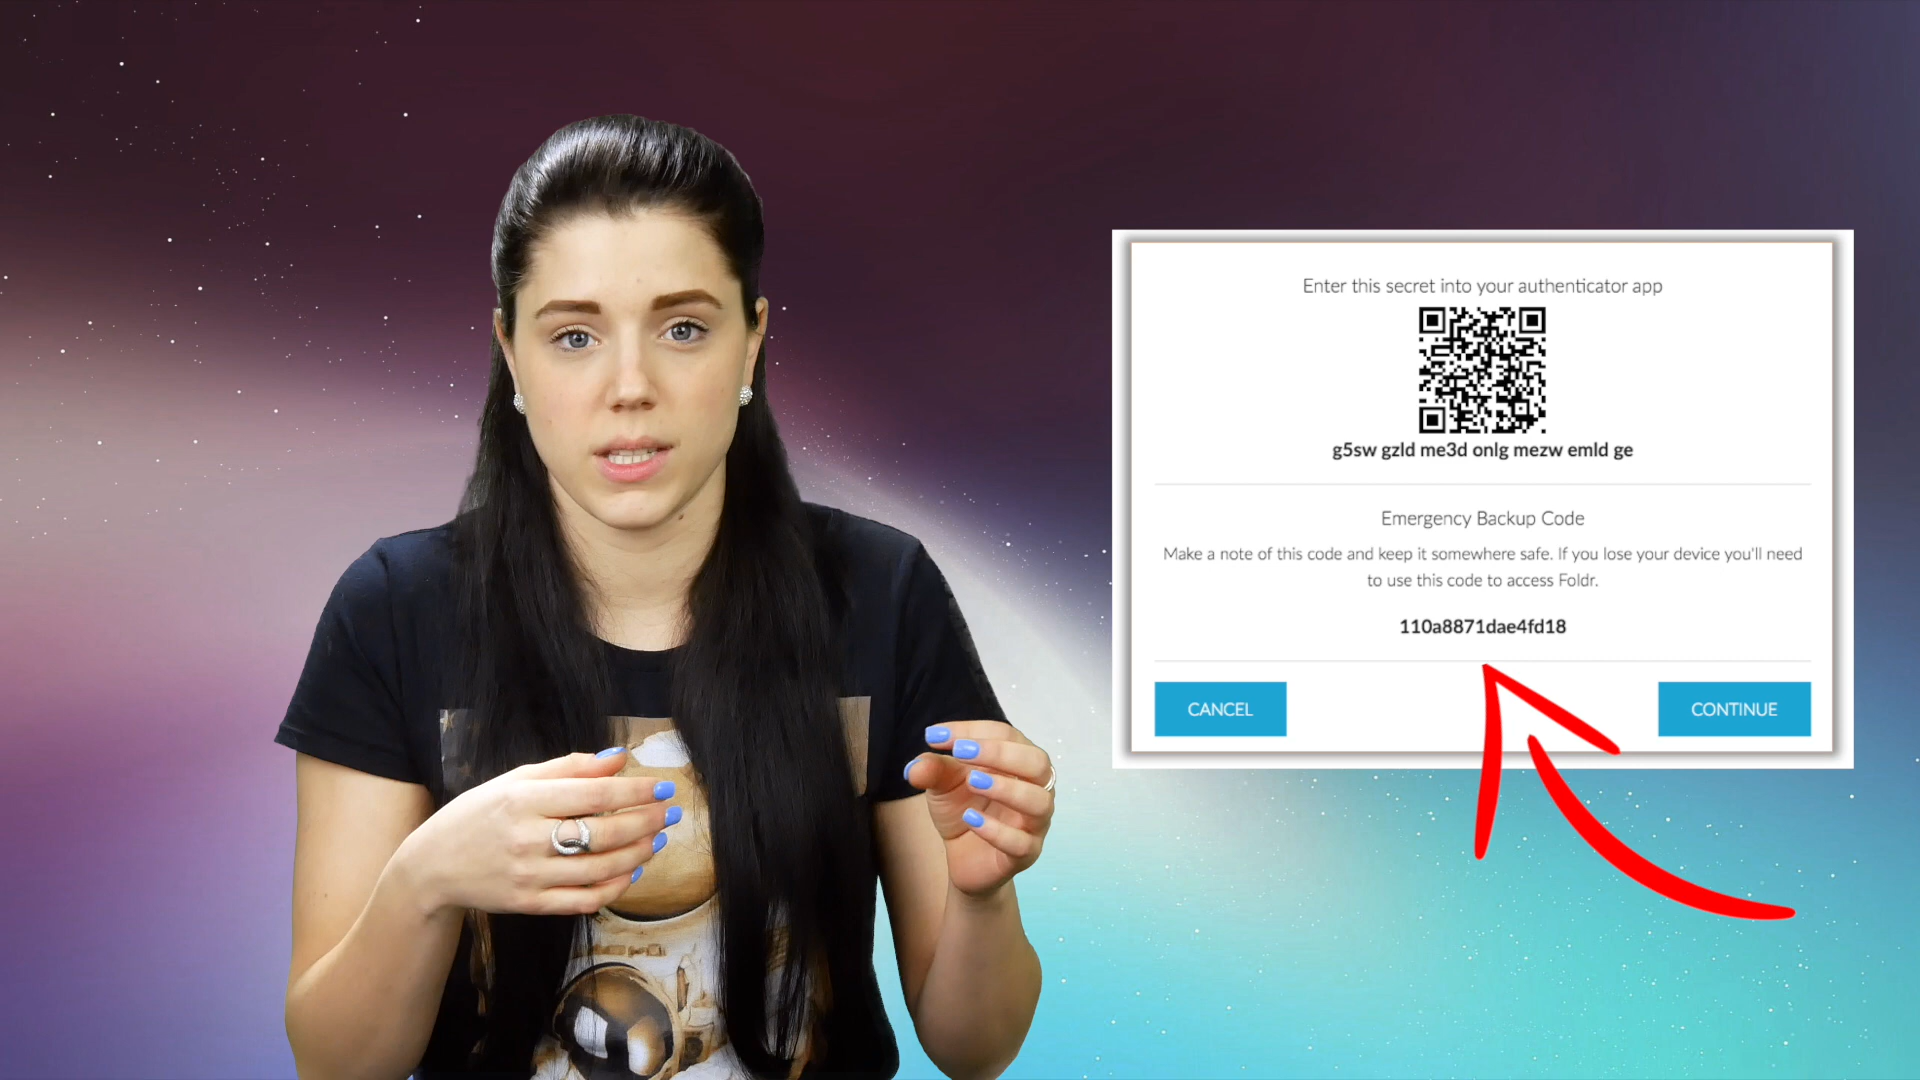 Enter this secret into your authenticator app
g5sw gzld me3d onlg mezw emld ge
Emergency Backup Code
Make a note of this code and keep it somewhere safe. If you lose your device you'll need
to use this code to access Foldr.
110a8871dae4fd18
CANCEL
CONTINUE